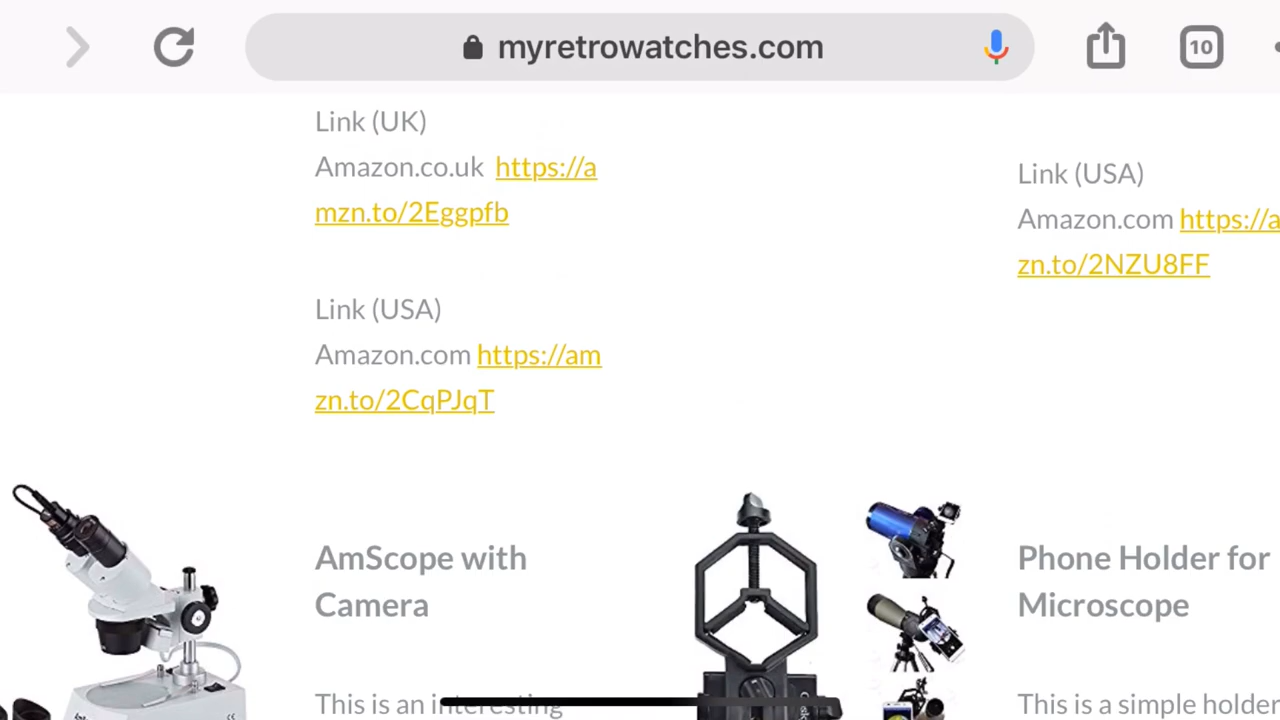 myretrowatches.com
10
Link (UK)
Amazon.co.uk https://a
mzn.to/2Eggpfb
Link (USA)
Amazon.com https://am
zn.to/2CqPJqT
Link (USA)
Amazon.com https://a
zn.to/2NZU8FF
AmScope with
Camera
This is an interesting
Phone Holder for
Microscope
This is a simple holder